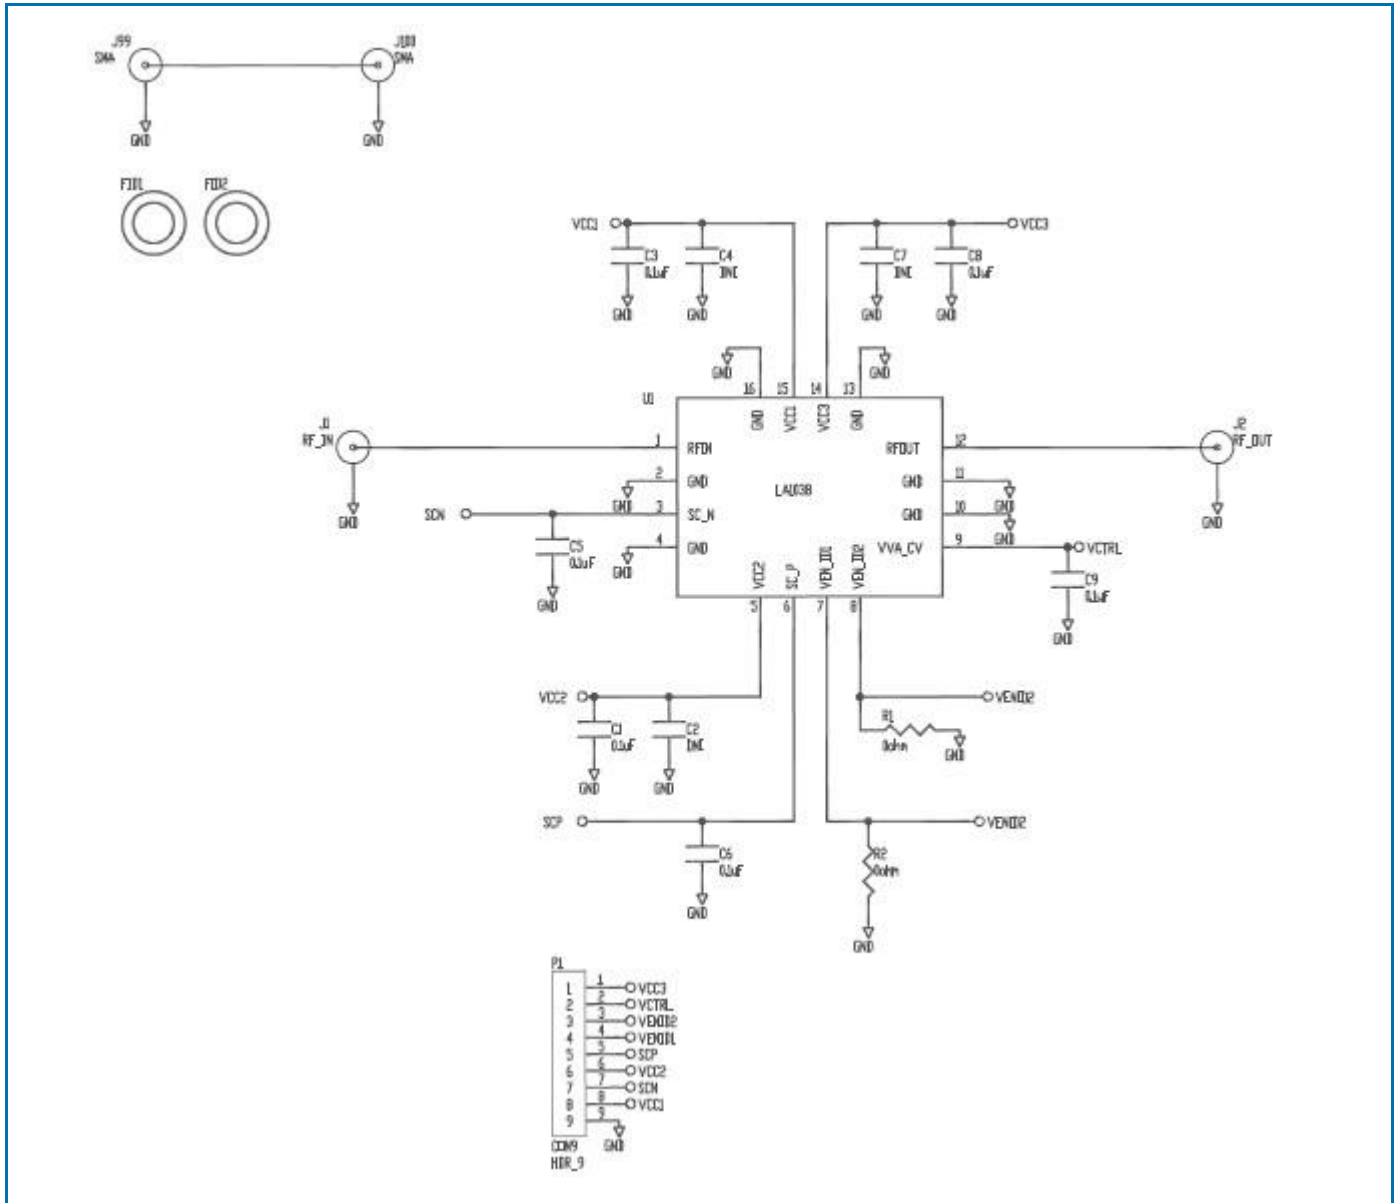 J99
SMA
J100
SMA
GND
GND
FID1
FID2
VCC1
VCC3
C3
0.1uF
C4
DNI
C7
DNI
C8
0.1uF
GND
GND
GND
GND
GND
GND
U1
16
15
14
13
GND
VCC1
VCC3
GND
J1
RF_IN
1
RFIN
RFOUT
12
J2
RF_OUT
2
GND
GND
11
GND
GND
GND
SCN
3
SC_N
LA1038
GND
10
GND
GND
4
GND
VVA_CV
9
VCTRL
C5
0.1uF
GND
GND
VCC2
SC_P
VEN_ID1
VEN_ID2
5
6
7
8
C9
0.1uF
GND
VCC2
VENID2
C1
0.1uF
C2
DNI
R1
0ohm
GND
GND
GND
SCP
VENID2
C6
0.1uF
R2
0ohm
GND
GND
P1
1 1 VCC3
2 2 VCTRL
3 3 VENID2
4 4 VENID1
5 5 SCP
6 6 VCC2
7 7 SCN
8 8 VCC1
9 9
CON9 GND
HDR_9